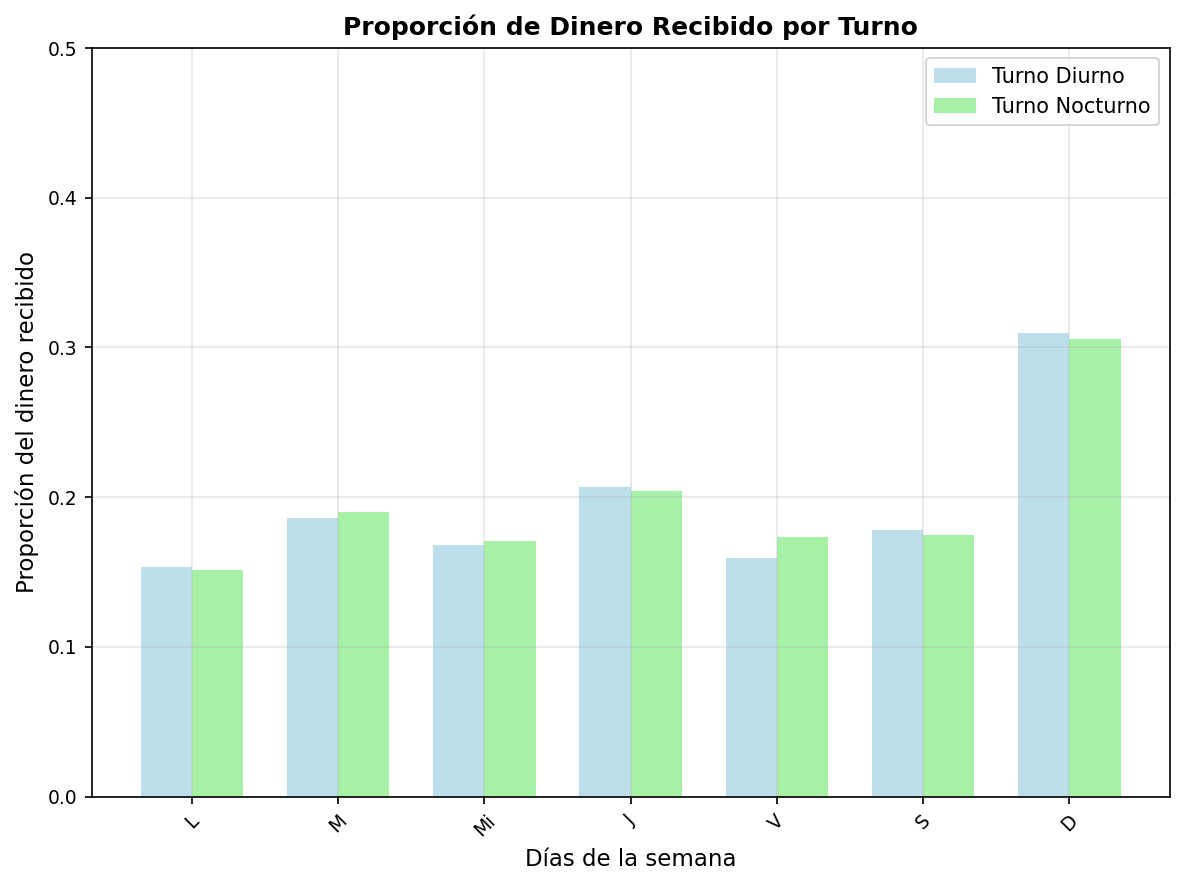 Proporción de Dinero Recibido por Turno
Turno Diurno
Turno Nocturno
Proporción del dinero recibido
0.5
0.4
0.3
0.2
0.1
0.0
L
M
Mi
J
V
S
D
Días de la semana